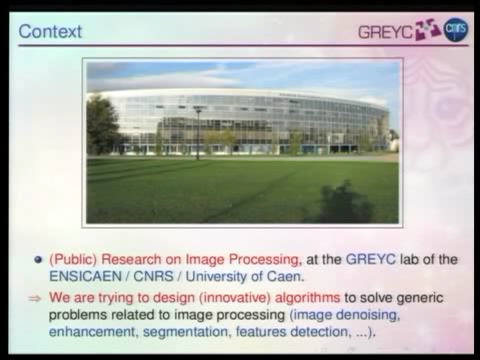 Context
GREYC
cnrs
(Public) Research on Image Processing, at the GREYC lab of the
ENSICAEN / CNRS / University of Caen.
⇒ We are trying to design (innovative) algorithms to solve generic
problems related to image processing (image denoising,
enhancement, segmentation, features detection, ...).